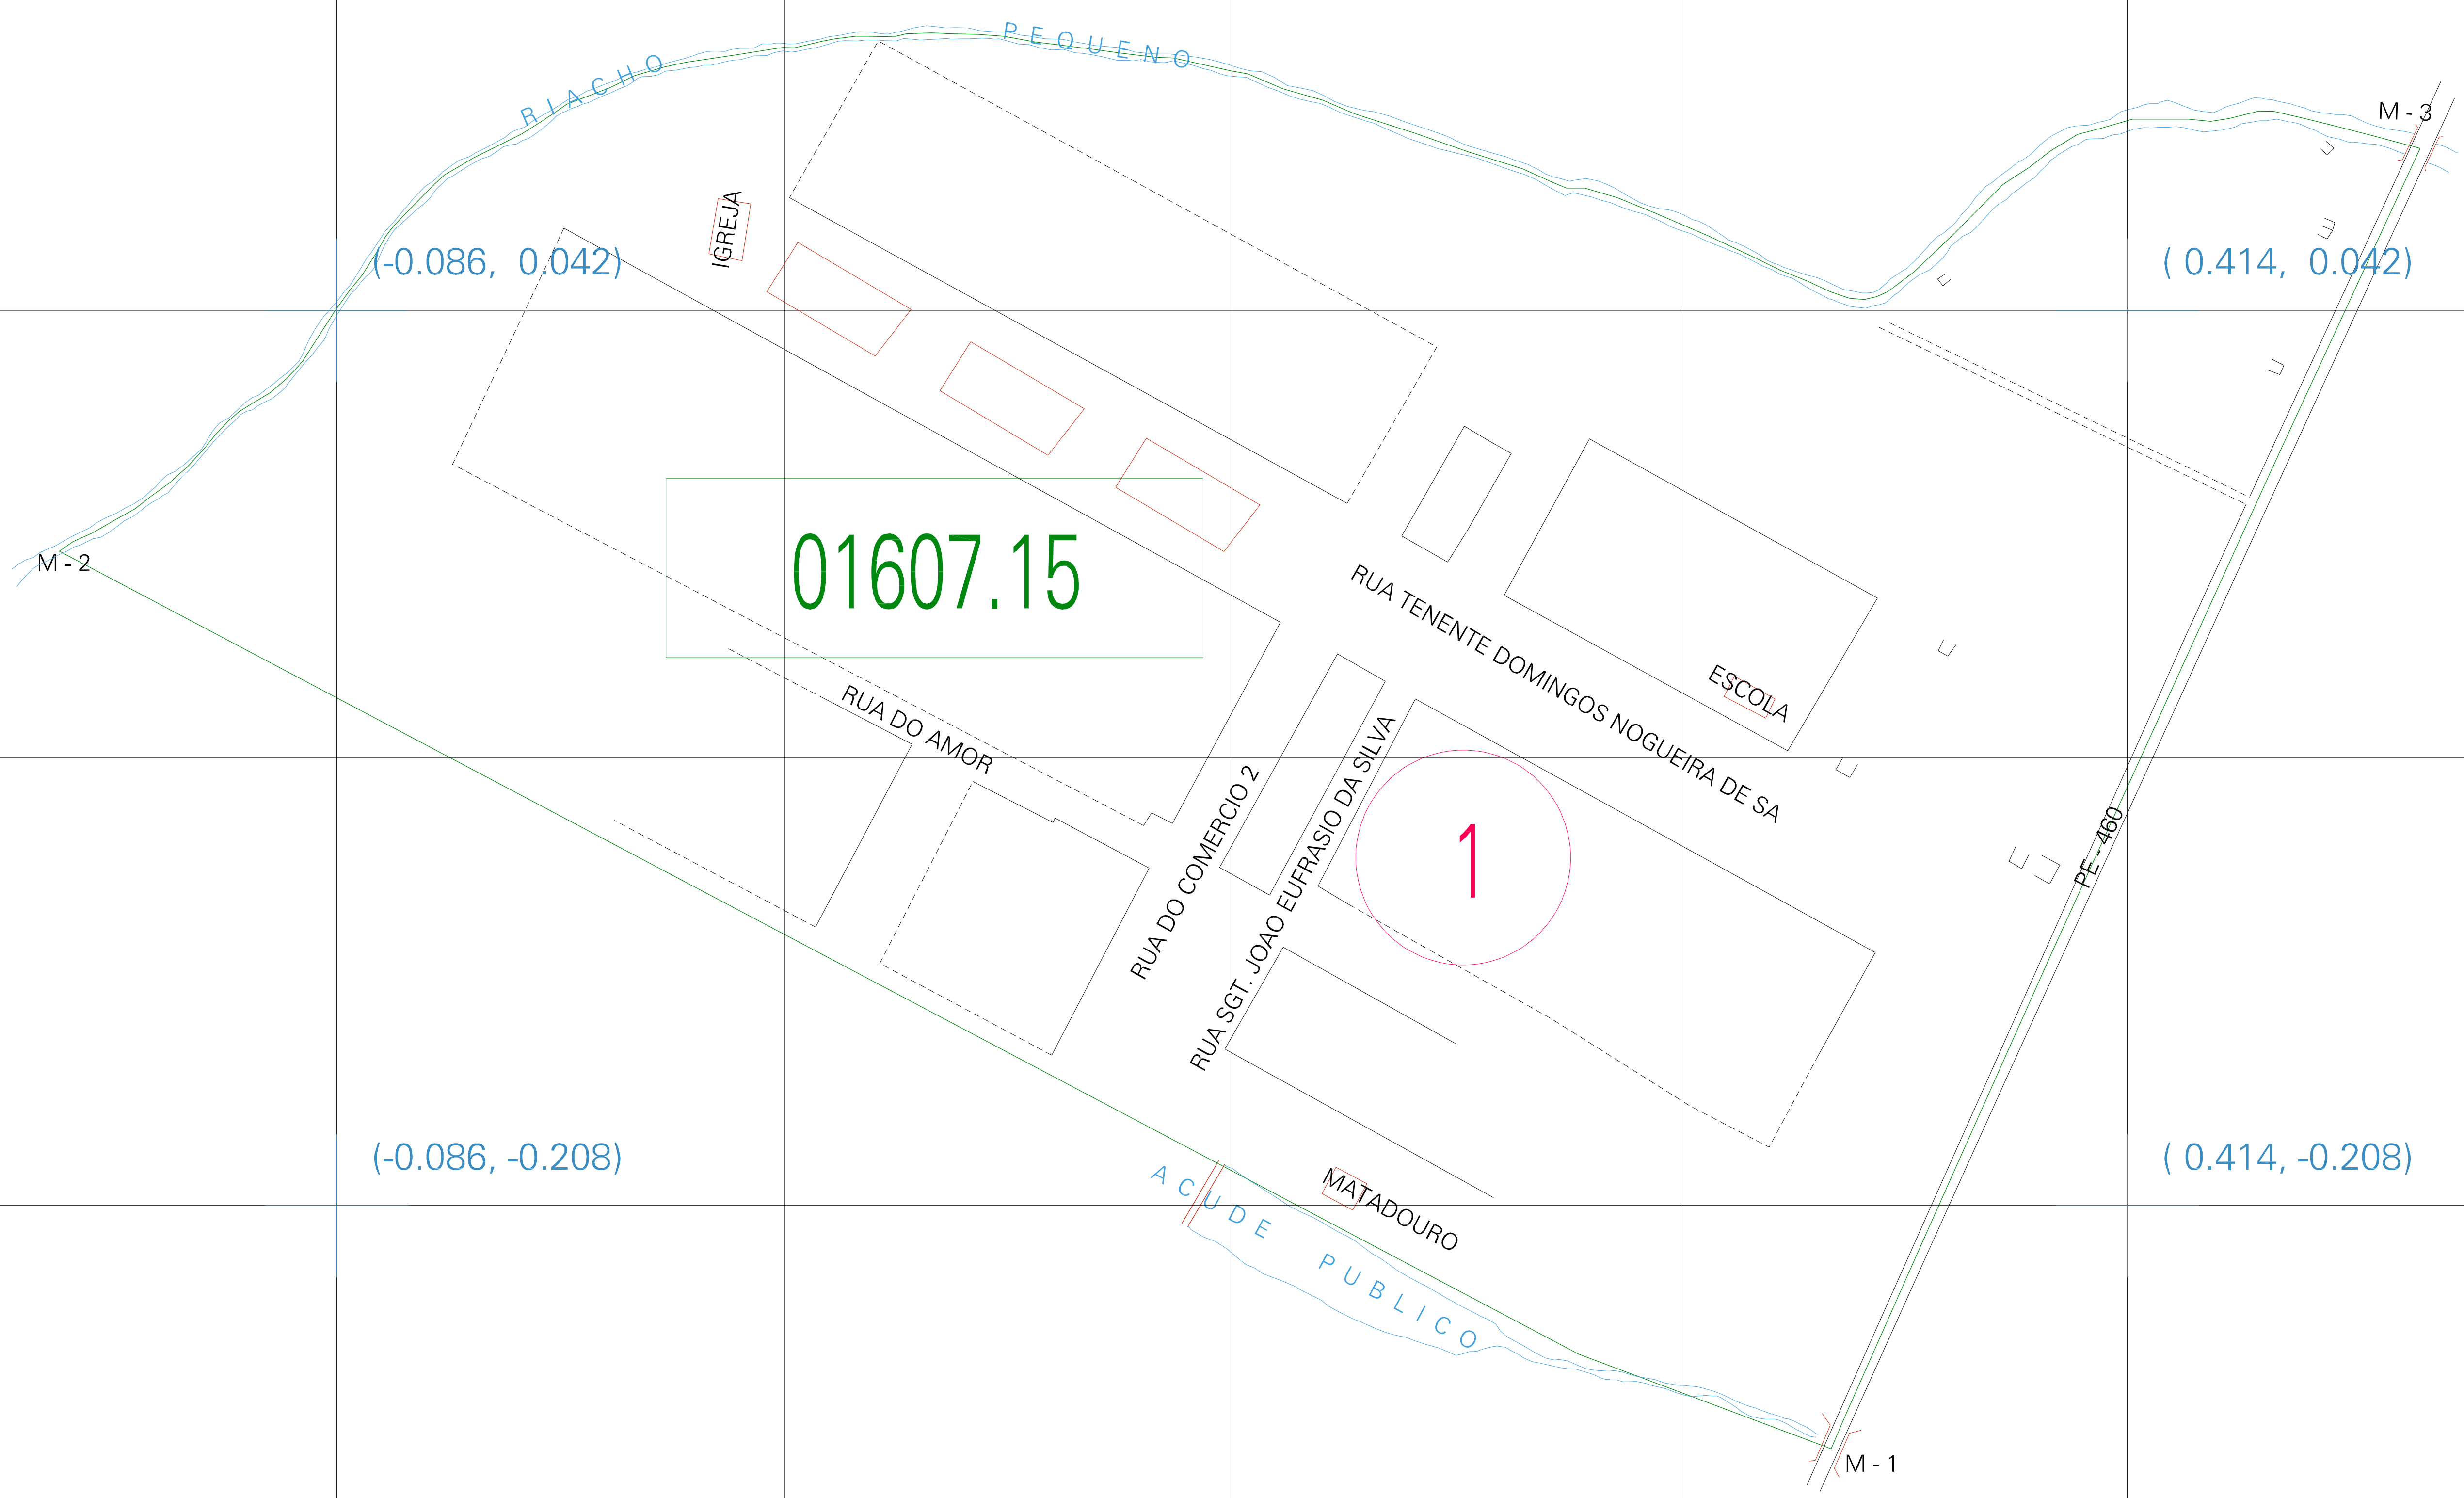 RIACHO PEQUENO
M - 3
IGREJA
(-0.086,  0.042)
( 0.414,  0.042)
M - 2
01607.15
RUA TENENTE DOMINGOS NOGUEIRA DE SA
ESCOLA
RUA DO AMOR
RUA DO COMERCIO 2
RUA SGT. JOAO EUFRASIO DA SILVA
1
PE - 460
(-0.086, -0.208)
( 0.414, -0.208)
MATADOURO
ACUDE PUBLICO
M - 1